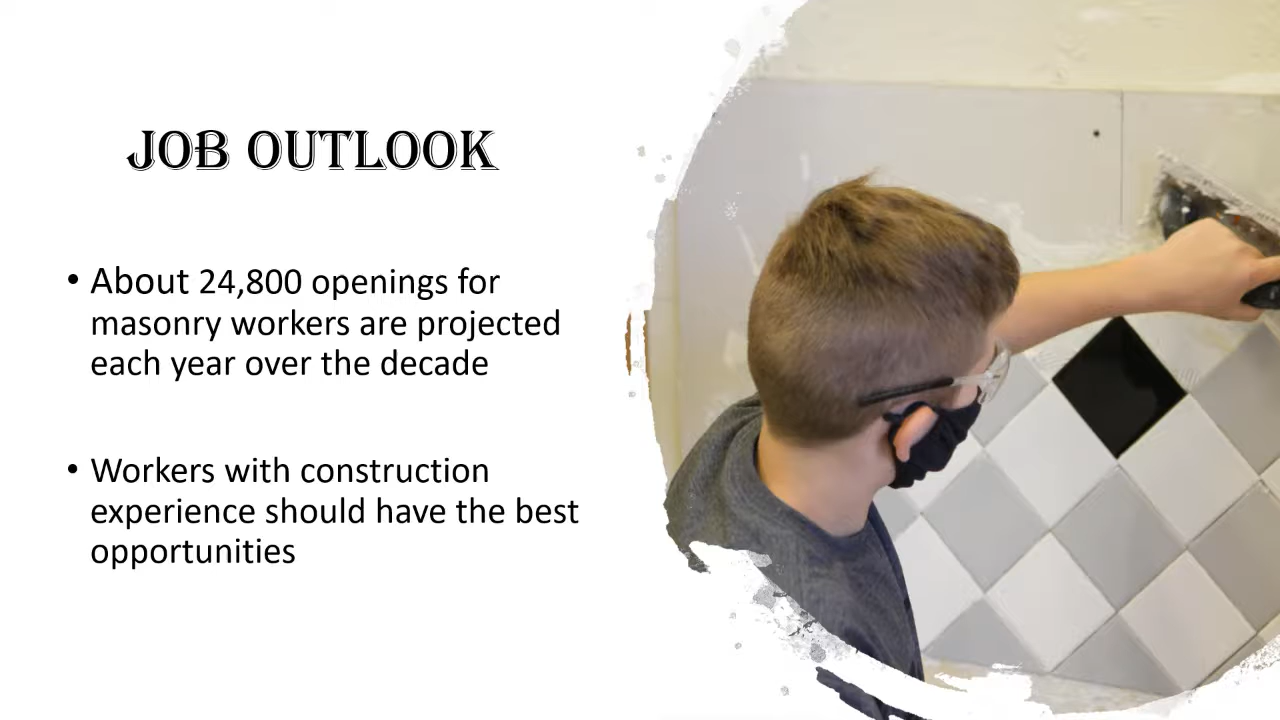 JOB OUTLOOK
• About 24,800 openings for
masonry workers are projected
each year over the decade
• Workers with construction
experience should have the best
opportunities